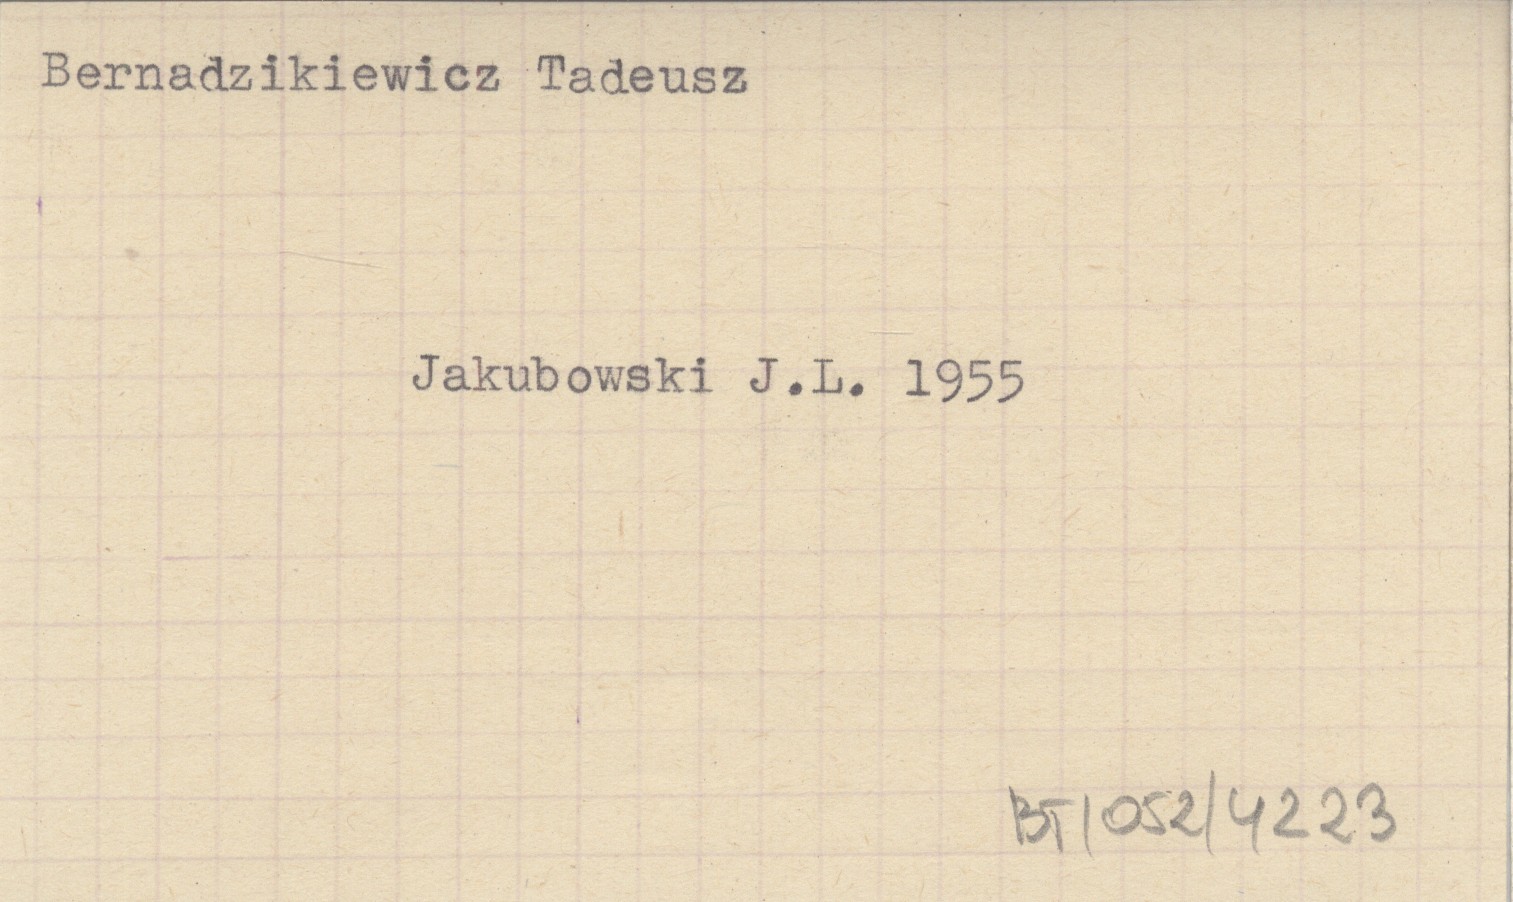 Bernadzikiewicz Tadeusz
Jakubowski J.L. 1955
BT/052/4223